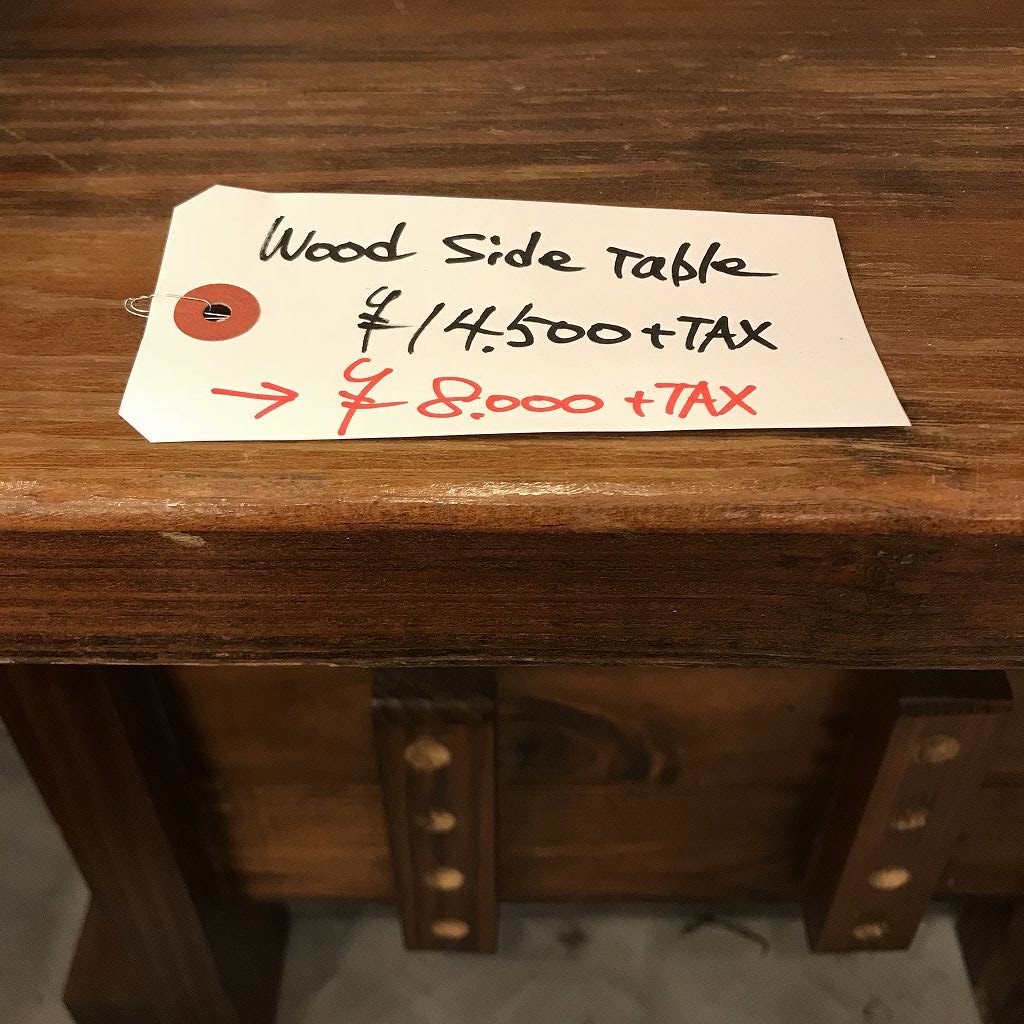 Wood Side Table
¥14.500+TAX
→ ¥8.000+TAX